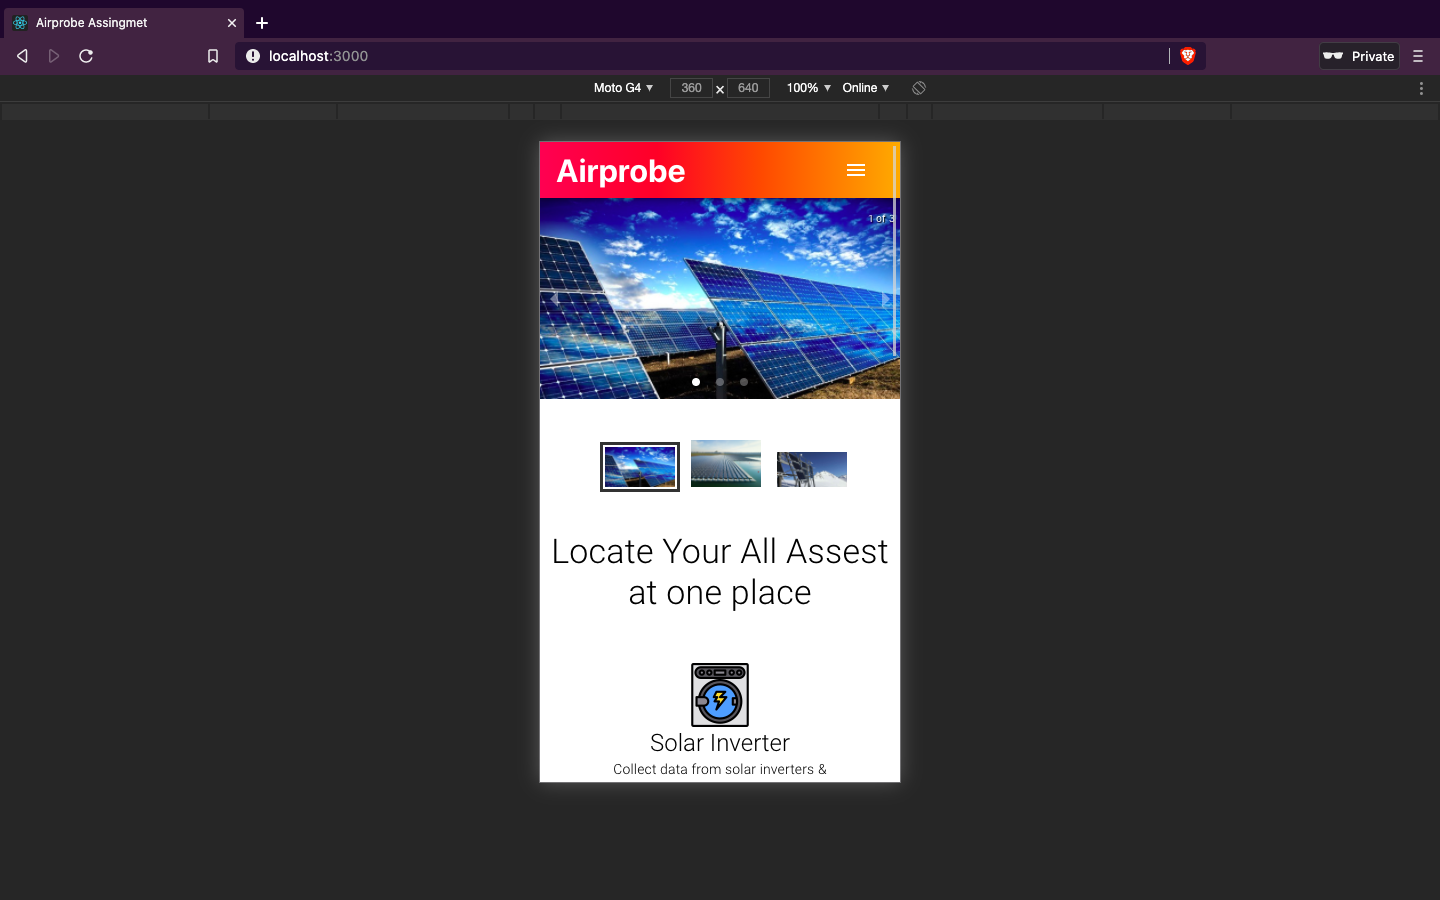 Airprobe Assingmet
localhost:3000
Private
Moto G4
360 × 640
100%
Online
Airprobe
1 of 3
Locate Your All Assest
at one place
Solar Inverter
Collect data from solar inverters &